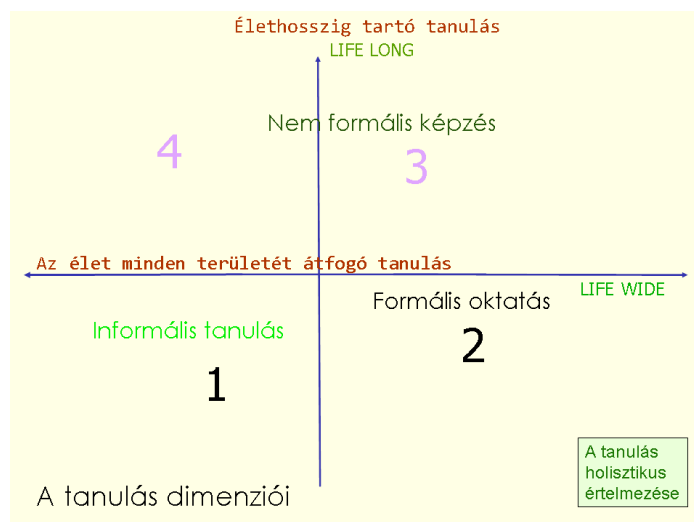 Élethosszig tartó tanulás
LIFE LONG
Nem formális képzés
4
3
Az élet minden területét átfogó tanulás
LIFE WIDE
Formális oktatás
Informális tanulás
2
1
A tanulás
holisztikus
értelmezése
A tanulás dimenziói